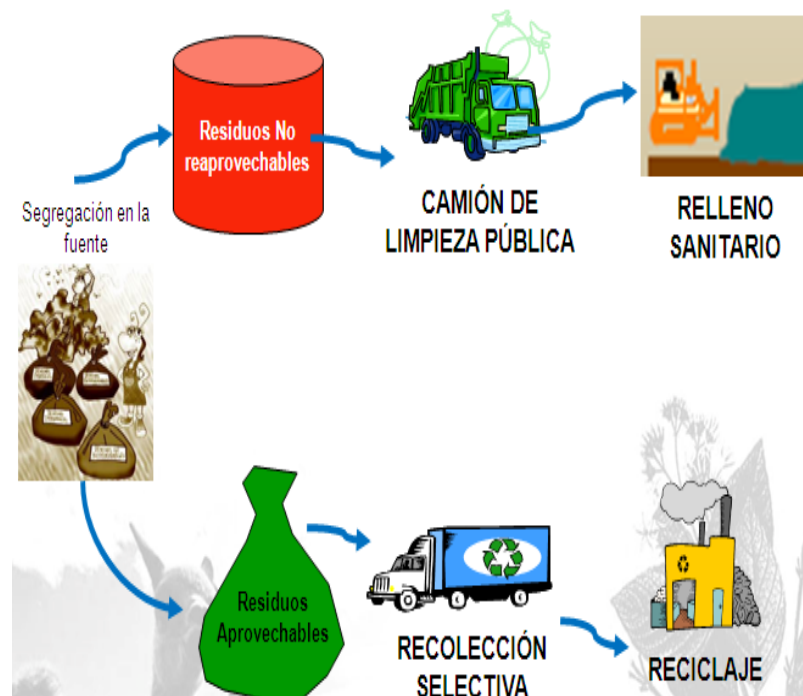 Residuos No
reaprovechables
CAMIÓN DE
LIMPIEZA PÚBLICA
RELLENO
SANITARIO
Segregación en la
fuente
Residuos
Aprovechables
RECOLECCIÓN
SELECTIVA
RECICLAJE